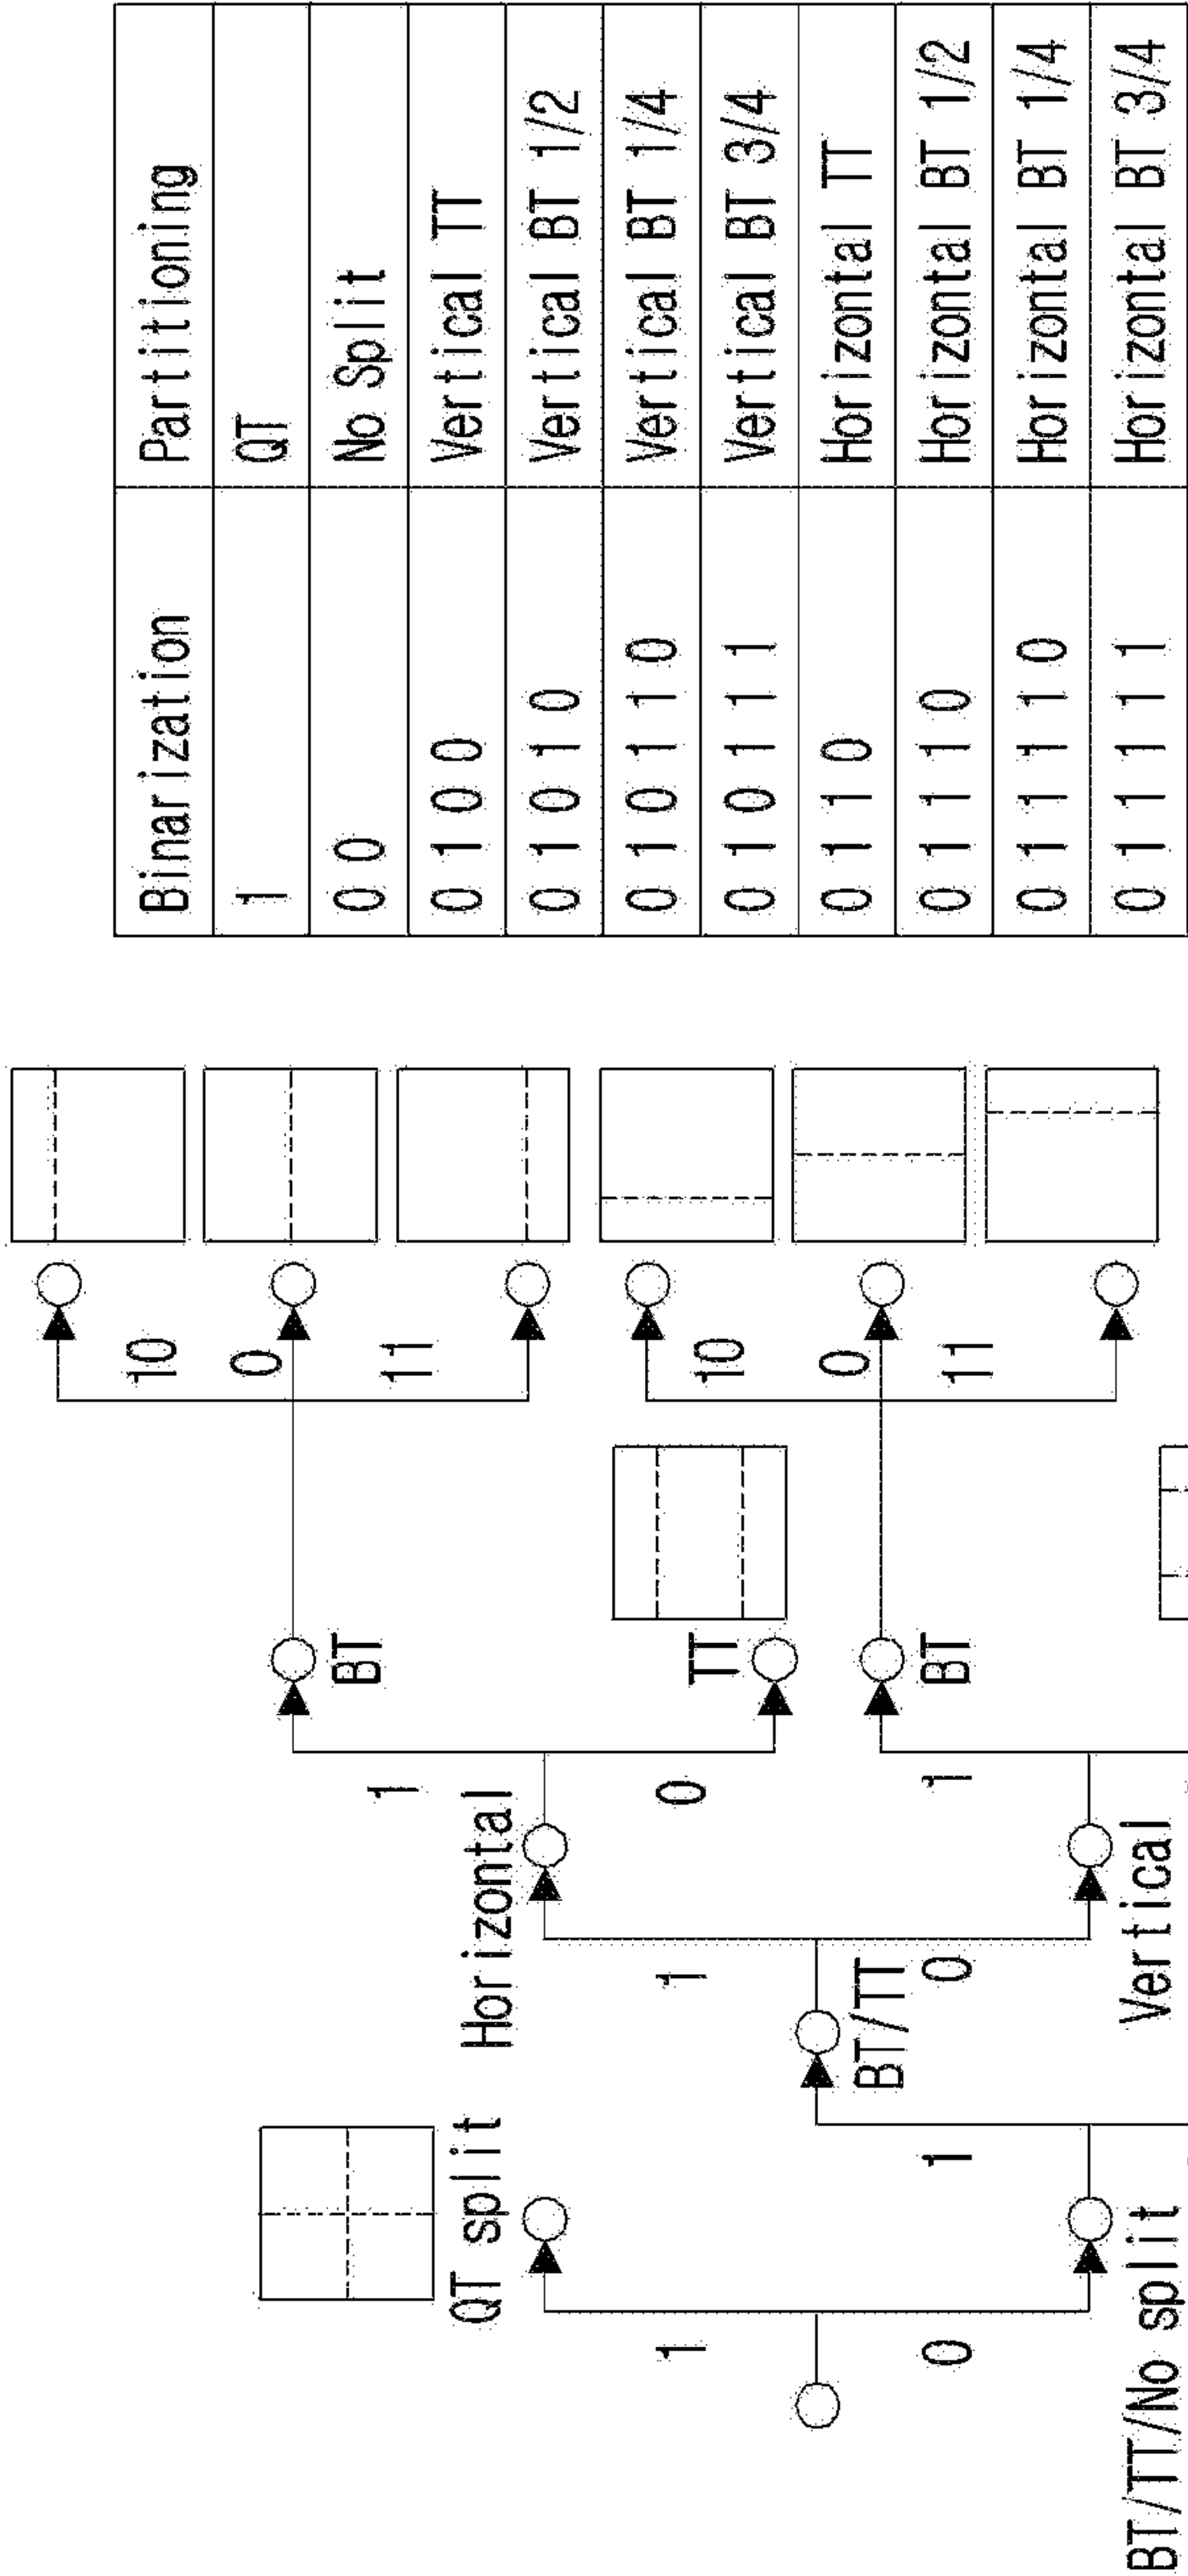 10
0
BT
1
11
QT split
Horizontal
1
1
0
TT
10
0
BT/TT
0
1
0
1
BT
11
BT/TT/No split
Vertical
Binarization Partitioning
1 QT
0 0 No Split
0 1 0 0 Vertical TT
0 1 0 1 0 Vertical BT 1/2
0 1 0 1 1 0 Vertical BT 1/4
0 1 0 1 1 1 Vertical BT 3/4
0 1 1 0 Horizontal TT
0 1 1 1 0 Horizontal BT 1/2
0 1 1 1 1 0 Horizontal BT 1/4
0 1 1 1 1 1 Horizontal BT 3/4